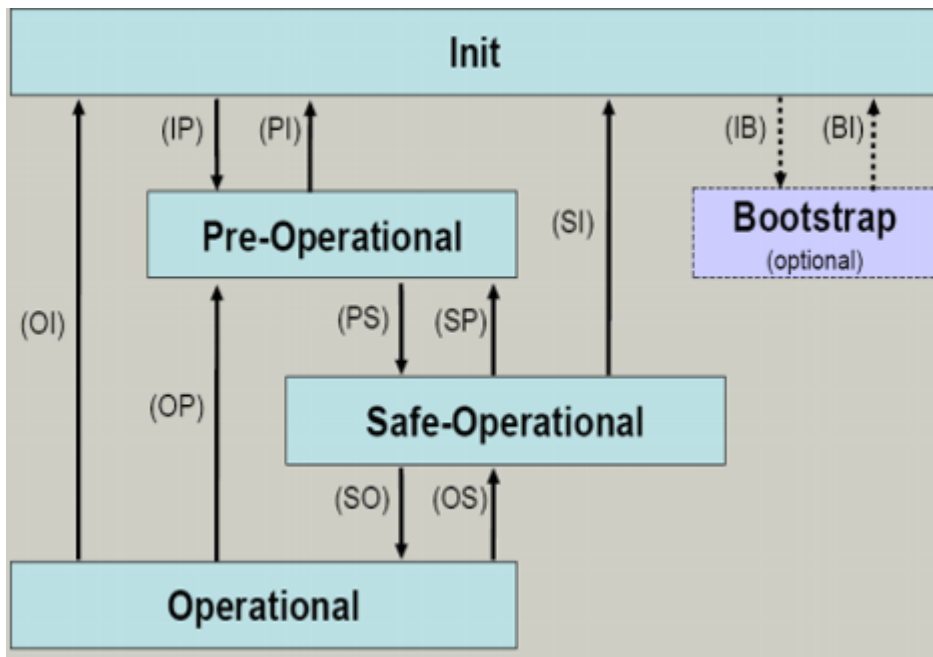 Init
(IP)
(PI)
(IB)
(BI)
Pre-Operational
(SI)
Bootstrap
(optional)
(OI)
(PS)
(SP)
(OP)
Safe-Operational
(SO)
(OS)
Operational